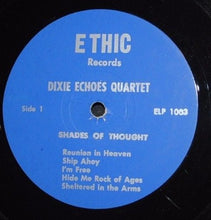 ETHIC
Records
DIXIE ECHOES QUARTET
Side 1
ELP 1003
SHADES OF THOUGHT
Reunion in Heaven
Ship Ahoy
I'm Free
Hide Me Rock of Ages
Sheltered in the Arms